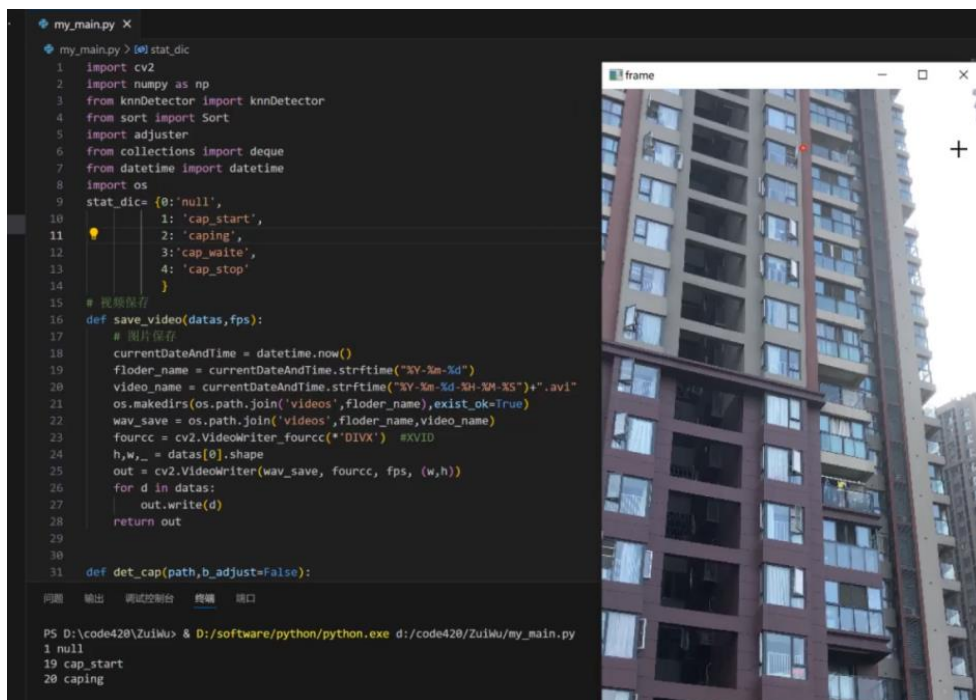 my_main.py
my_main.py > stat_dic
1 import cv2
2 import numpy as np
3 from knnDetector import knnDetector
4 from sort import Sort
5 import adjuster
6 from collections import deque
7 from datetime import datetime
8 import os
9 stat_dic= {0:'null',
10 1: 'cap_start',
11 2: 'caping',
12 3:'cap_waite',
13 4: 'cap_stop'
14 }
15 # 视频保存
16 def save_video(datas,fps):
17 # 图片保存
18 currentDateAndTime = datetime.now()
19 floder_name = currentDateAndTime.strftime("%Y-%m-%d")
20 video_name = currentDateAndTime.strftime("%Y-%m-%d-%H-%M-%S")+".avi"
21 os.makedirs(os.path.join('videos',floder_name),exist_ok=True)
22 wav_save = os.path.join('videos',floder_name,video_name)
23 fourcc = cv2.VideoWriter_fourcc(*'DIVX') #XVID
24 h,w,_ = datas[0].shape
25 out = cv2.VideoWriter(wav_save, fourcc, fps, (w,h))
26 for d in datas:
27 out.write(d)
28 return out
29
30
31 def det_cap(path,b_adjust=False):
frame
问题 输出 调试控制台 终端 端口
PS D:\code420\ZuiWu> & D:/software/python/python.exe d:/code420/ZuiWu/my_main.py
1 null
19 cap_start
20 caping